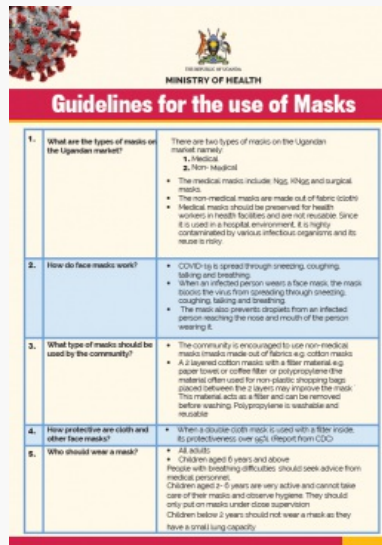 THE REPUBLIC OF UGANDA
MINISTRY OF HEALTH
Guidelines for the use of Masks
1.
What are the types of masks on
the Ugandan market?
There are two types of masks on the Ugandan
market namely
1. Medical
2. Non- Medical
• The medical masks include; N95, KN95 and surgical
masks.
• The non-medical masks are made out of fabric (cloth)
• Medical masks should be preserved for health
workers in health facilities and are not reusable. Since
it is used in a hospital environment, it is highly
contaminated by various infectious organisms and its
reuse is risky.
2.
How do face masks work?
• COVID-19 is spread through sneezing, coughing,
talking and breathing.
• When an infected person wears a face mask, the mask
blocks the virus from spreading through sneezing,
coughing, talking and breathing.
• The mask also prevents droplets from an infected
person reaching the nose and mouth of the person
wearing it.
3.
What type of masks should be
used by the community?
• The community is encouraged to use non-medical
masks (masks made out of fabrics e.g. cotton masks
• A 2 layered cotton masks with a filter material e.g.
paper towel or coffee filter or polypropylene (the
material often used for non-plastic shopping bags
placed between the 2 layers may improve the mask.
This material acts as a filter and can be removed
before washing. Polypropylene is washable and
reusable
4.
How protective are cloth and
other face masks?
• When a double cloth mask is used with a filter inside,
its protectiveness is over 95% (Report from CDC)
5.
Who should wear a mask?
• All adults
• Children aged 6 years and above
People with breathing difficulties should seek advice from
medical personnel.
Children aged 2- 6 years are very active and cannot take
care of their masks and observe hygiene. They should
only put on masks under close supervision
Children below 2 years should not wear a mask as they
have a small lung capacity